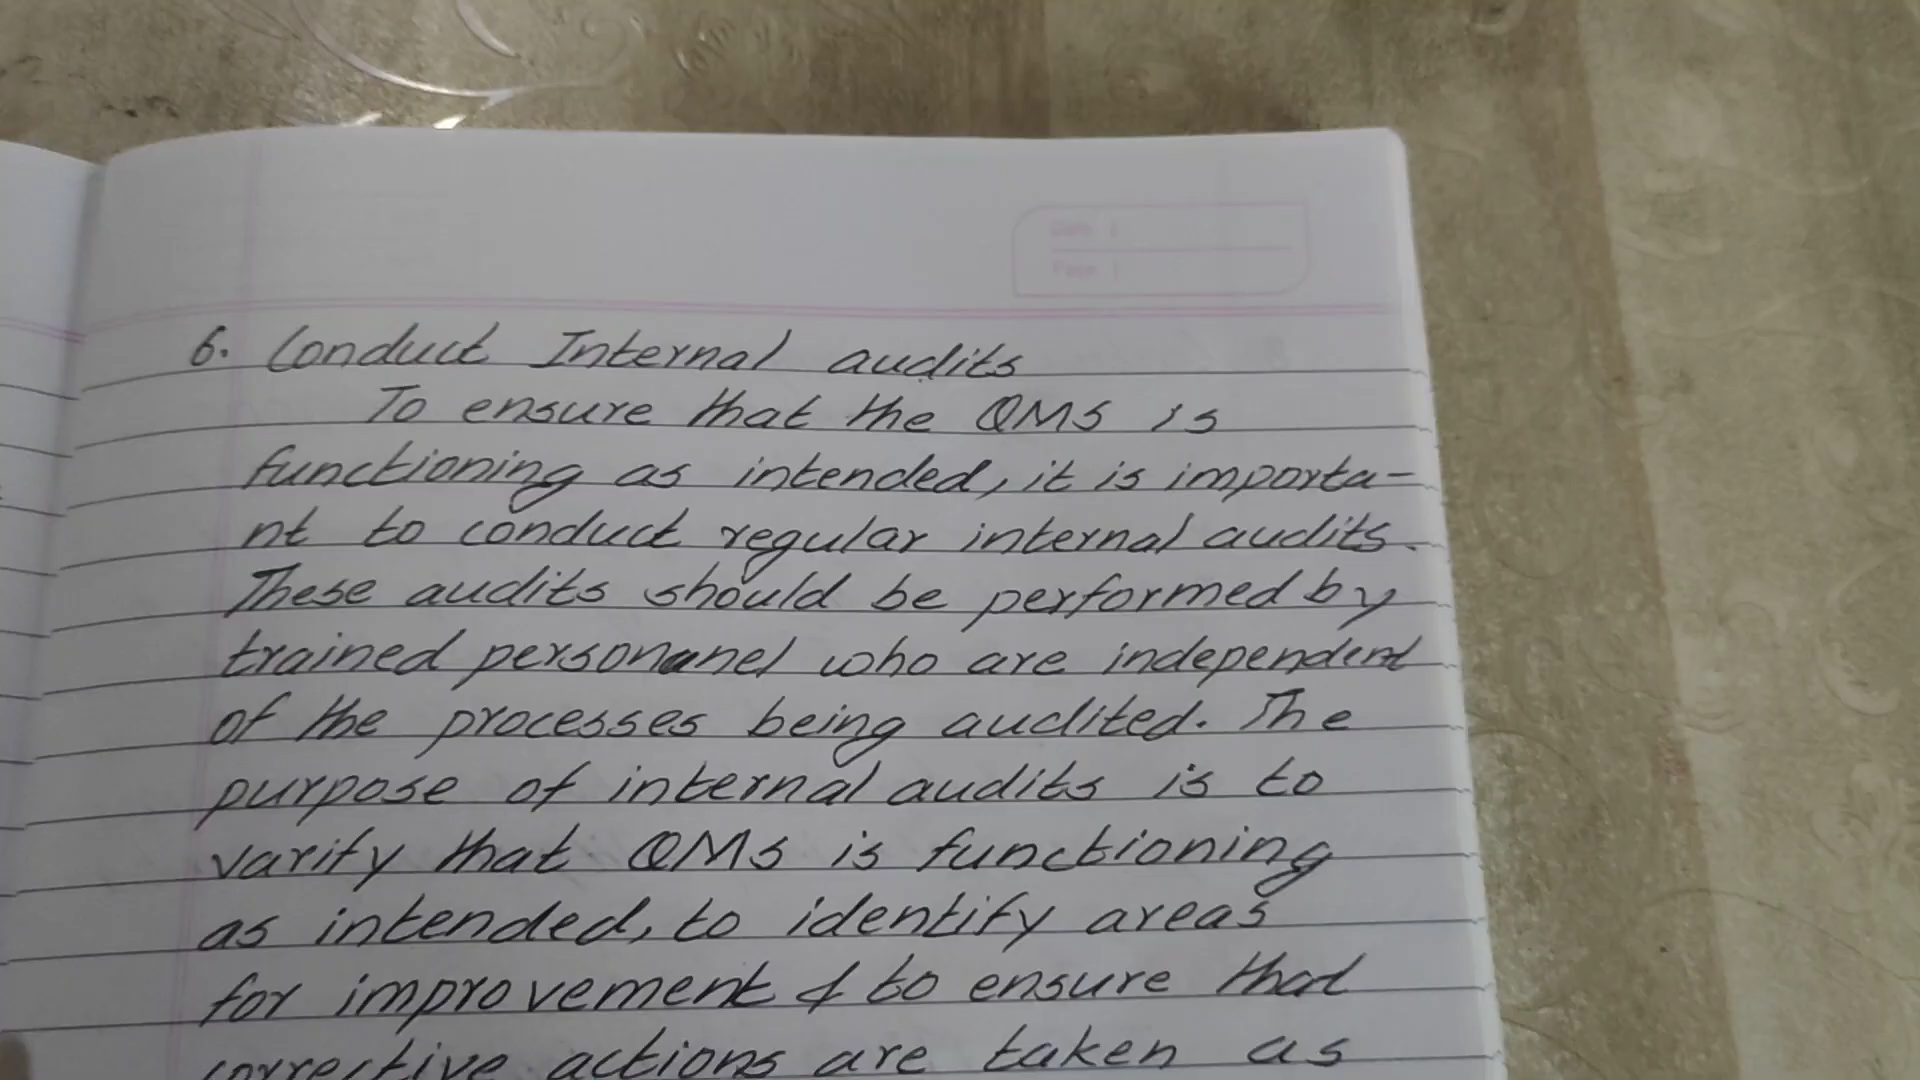 Date :
Page :
6. Conduct Internal audits
To ensure that the QMS is
functioning as intended, it is importa-
nt to conduct regular internal audits.
These audits should be performed by
trained personanel who are independent
of the processes being audited. The
purpose of internal audits is to
varify that QMS is functioning
as intended, to identify areas
for improvement & to ensure that
corrective actions are taken as